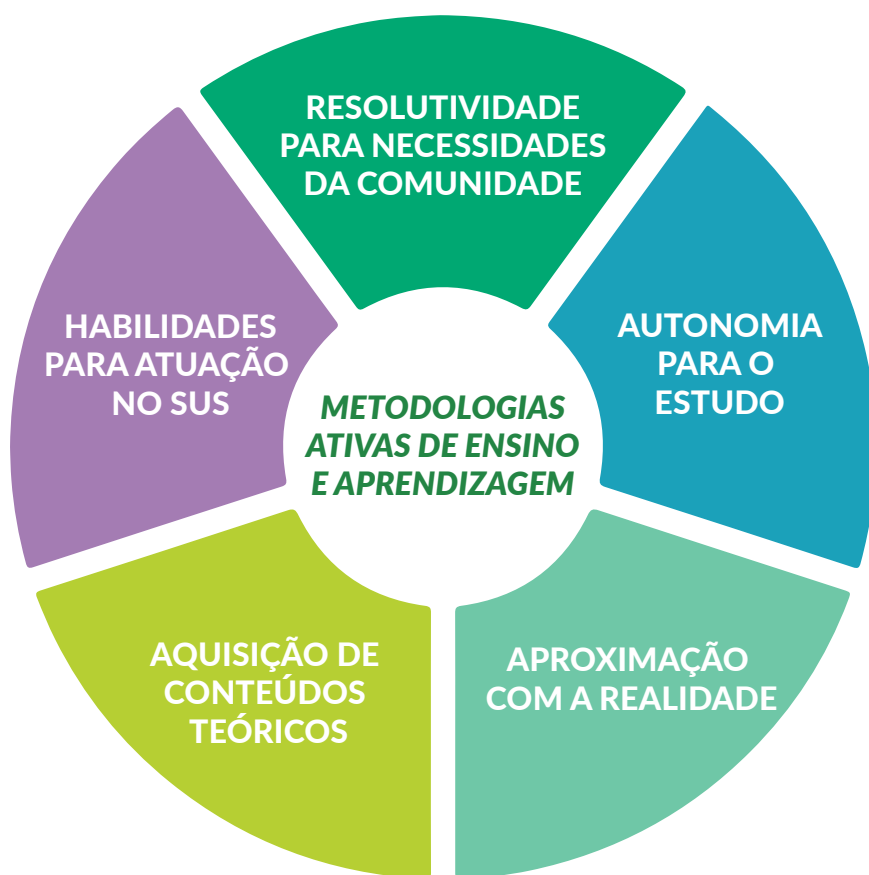 RESOLUTIVIDADE
PARA NECESSIDADES
DA COMUNIDADE
AUTONOMIA
PARA O
ESTUDO
APROXIMAÇÃO
COM A REALIDADE
AQUISIÇÃO DE
CONTEÚDOS
TEÓRICOS
HABILIDADES
PARA ATUAÇÃO
NO SUS
METODOLOGIAS
ATIVAS DE ENSINO
E APRENDIZAGEM